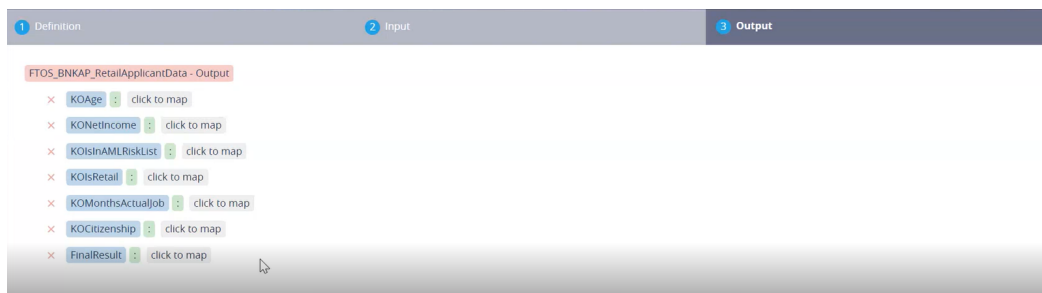 1 Definition 2 Input 3 Output
FTOS_BNKAP_RetailApplicantData - Output
× KOAge : click to map
× KONetIncome : click to map
× KOIsInAMLRiskList : click to map
× KOIsRetail : click to map
× KOMonthsActualJob : click to map
× KOCitizenship : click to map
× FinalResult : click to map